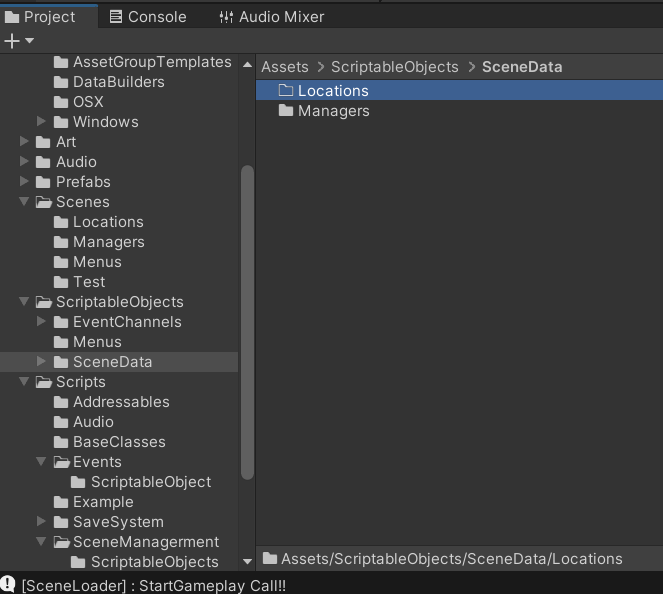 Project
Console
Audio Mixer
AssetGroupTemplates
DataBuilders
OSX
Windows
Art
Audio
Prefabs
Scenes
Locations
Managers
Menus
Test
ScriptableObjects
EventChannels
Menus
SceneData
Scripts
Addressables
Audio
BaseClasses
Events
ScriptableObject
Example
SaveSystem
SceneManagerment
ScriptableObjects
Assets > ScriptableObjects > SceneData
Locations
Managers
Assets/ScriptableObjects/SceneData/Locations
[SceneLoader] : StartGameplay Call!!